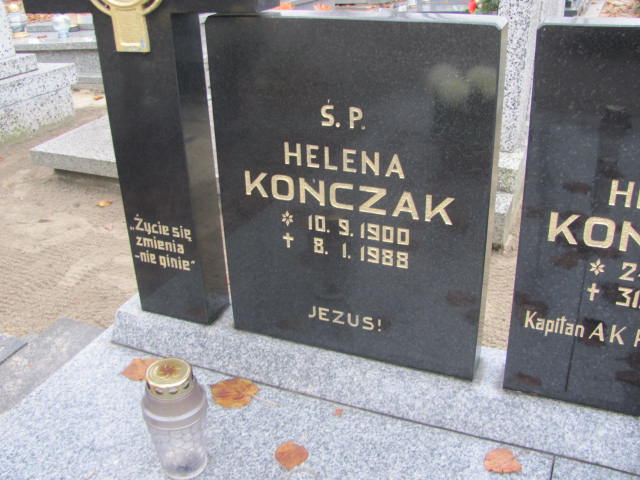 „Życie się
zmienia
-nie ginie"
Ś. P.
HELENA
KONCZAK
* 10. 9. 1900
† 8. 1. 1988
JEZUS!
Kapitan AK